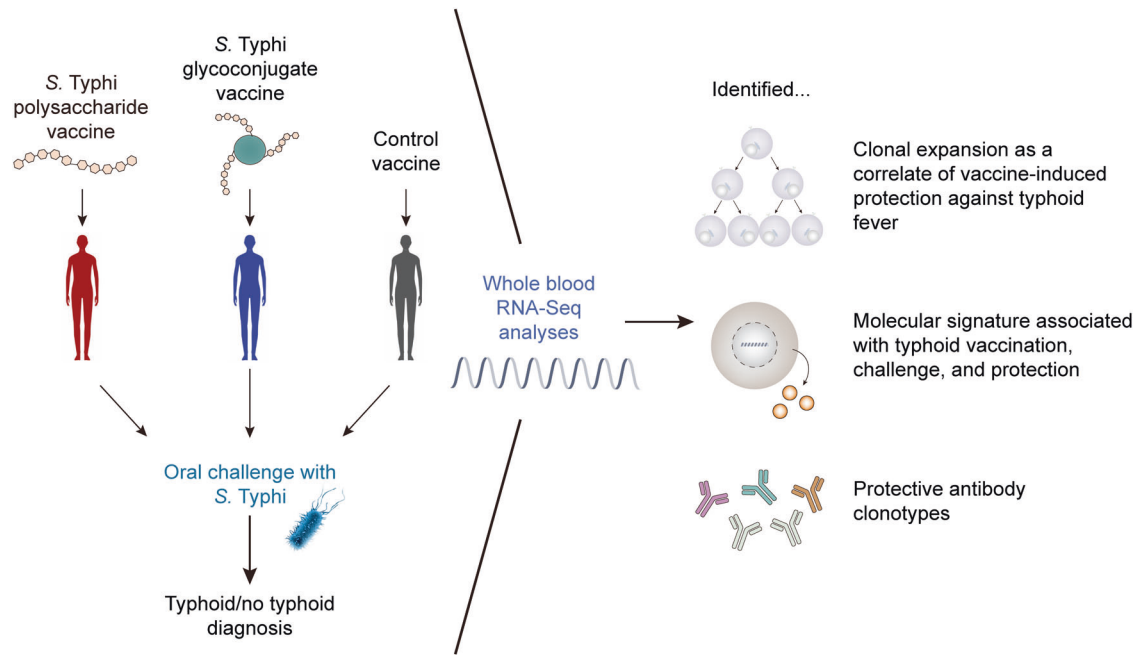 S. Typhi
polysaccharide
vaccine
S. Typhi
glycoconjugate
vaccine
Control
vaccine
Oral challenge with
S. Typhi
Typhoid/no typhoid
diagnosis
Whole blood
RNA-Seq
analyses
Identified...
Clonal expansion as a
correlate of vaccine-induced
protection against typhoid
fever
Molecular signature associated
with typhoid vaccination,
challenge, and protection
Protective antibody
clonotypes